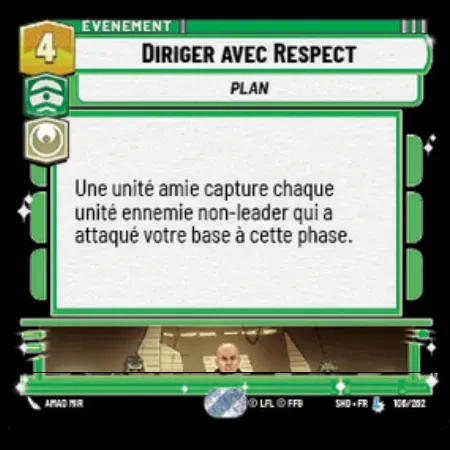 EVENEMENT
4
DIRIGER AVEC RESPECT
PLAN
Une unité amie capture chaque
unité ennemie non-leader qui a
attaqué votre base à cette phase.
AMAD MIR
© LFL © FFG
SHD • FR
106/262